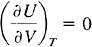 (∂U/∂V)_T = 0